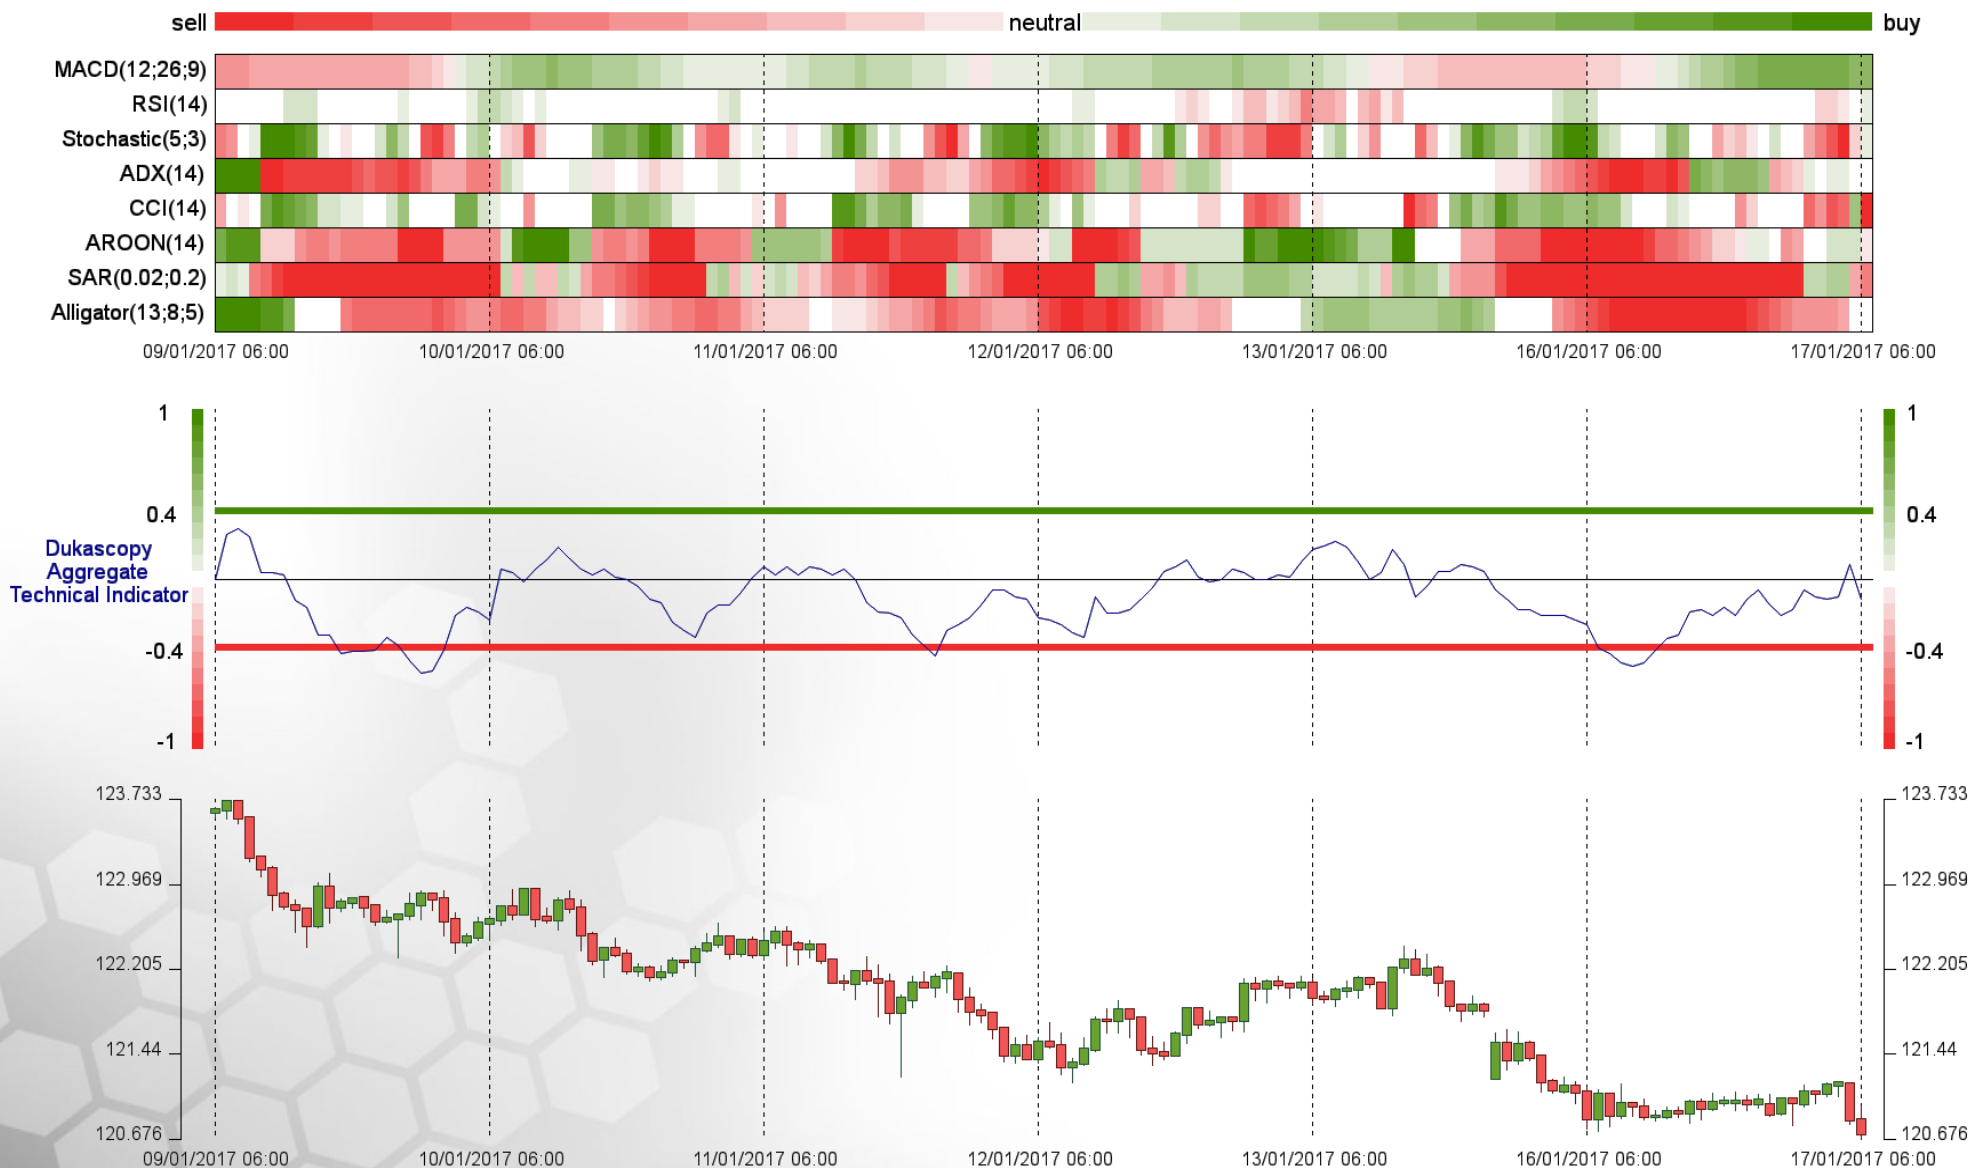 sell neutral buy
MACD(12;26;9)
RSI(14)
Stochastic(5;3)
ADX(14)
CCI(14)
AROON(14)
SAR(0.02;0.2)
Alligator(13;8;5)
09/01/2017 06:00 10/01/2017 06:00 11/01/2017 06:00 12/01/2017 06:00 13/01/2017 06:00 16/01/2017 06:00 17/01/2017 06:00
1 1
0.4 0.4
Dukascopy
Aggregate
Technical Indicator
-0.4 -0.4
-1 -1
123.733 123.733
122.969 122.969
122.205 122.205
121.44 121.44
120.676 120.676
09/01/2017 06:00 10/01/2017 06:00 11/01/2017 06:00 12/01/2017 06:00 13/01/2017 06:00 16/01/2017 06:00 17/01/2017 06:00